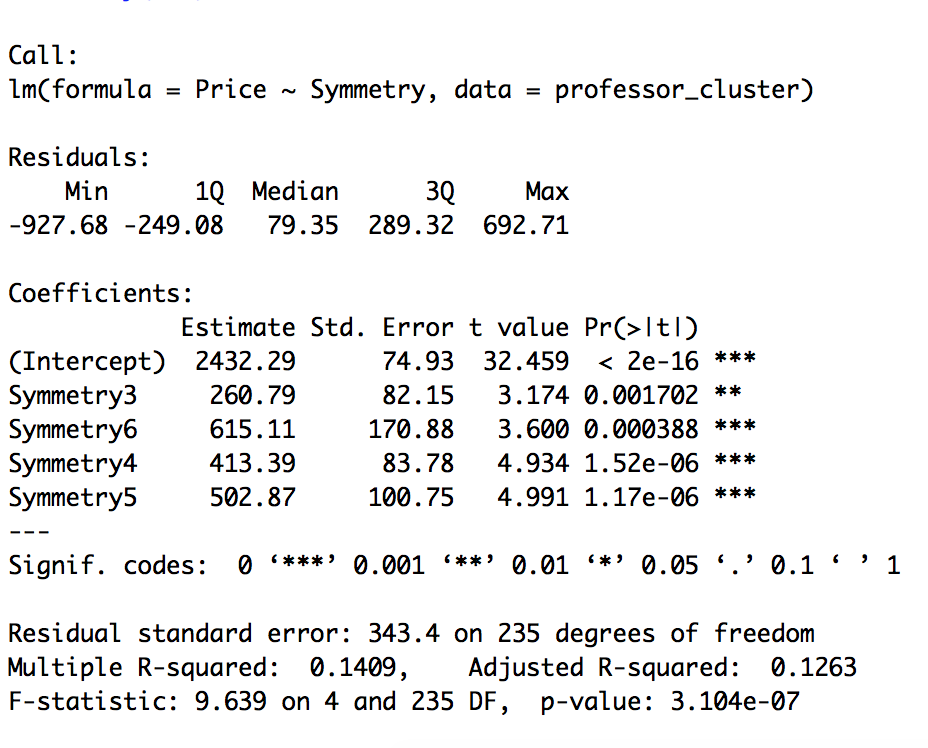 Call:
lm(formula = Price ~ Symmetry, data = professor_cluster)
Residuals:
    Min      1Q  Median      3Q     Max
-927.68 -249.08   79.35  289.32  692.71
Coefficients:
            Estimate Std. Error t value Pr(>|t|)
(Intercept)  2432.29      74.93  32.459  < 2e-16 ***
Symmetry3     260.79      82.15   3.174 0.001702 **
Symmetry6     615.11     170.88   3.600 0.000388 ***
Symmetry4     413.39      83.78   4.934 1.52e-06 ***
Symmetry5     502.87     100.75   4.991 1.17e-06 ***
---
Signif. codes:  0 ‘***’ 0.001 ‘**’ 0.01 ‘*’ 0.05 ‘.’ 0.1 ‘ ’ 1
Residual standard error: 343.4 on 235 degrees of freedom
Multiple R-squared:  0.1409,	Adjusted R-squared:  0.1263
F-statistic: 9.639 on 4 and 235 DF,  p-value: 3.104e-07